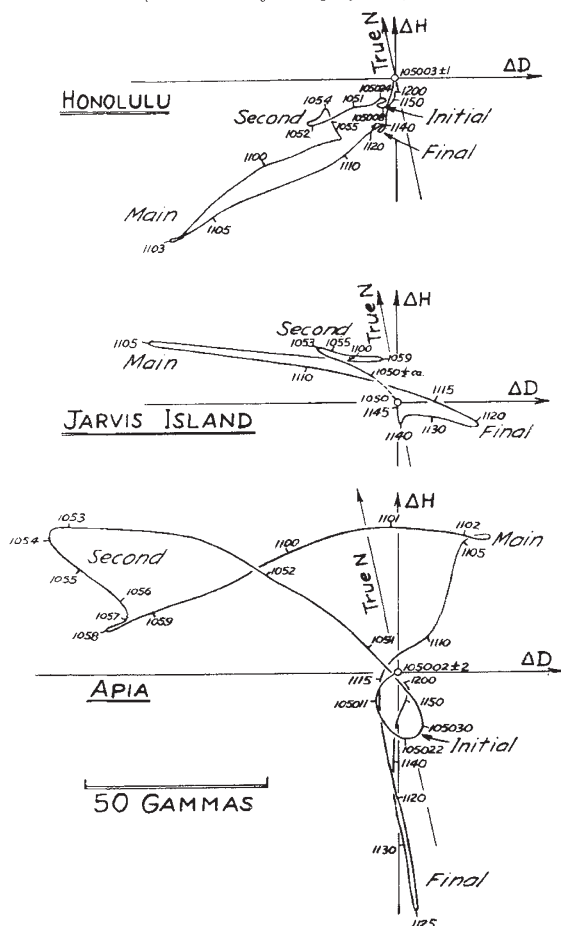 True N
ΔH
105003±1
ΔD
HONOLULU
1200
1150
1054
1051
105024
Second
Initial
1052
1055
105008
1140
1120
Final
1100
1110
Main
1105
1103
True N
ΔH
Second
1105
1053
1055
1100
1059
Main
1110
1050±ca.
1050
1115
ΔD
1145
JARVIS ISLAND
1120
1140
1130
Final
True N
ΔH
1053
1101
1102
Main
1054
1100
1105
Second
1055
1052
1056
1057
1058
1059
1051
1110
105002±2
ΔD
1115
APIA
1200
105011
1150
105030
Initial
105022
1140
50 GAMMAS
1120
1130
Final
1125